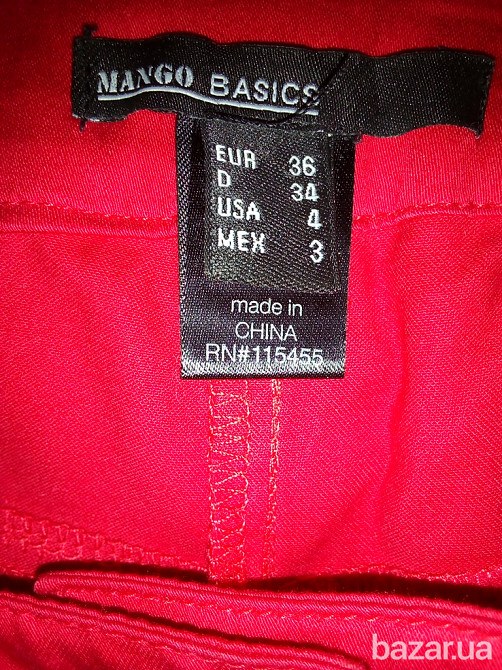 MANGO BASICS
EUR 36
D 34
USA 4
MEX 3
made in
CHINA
RN#115455
bazar.ua